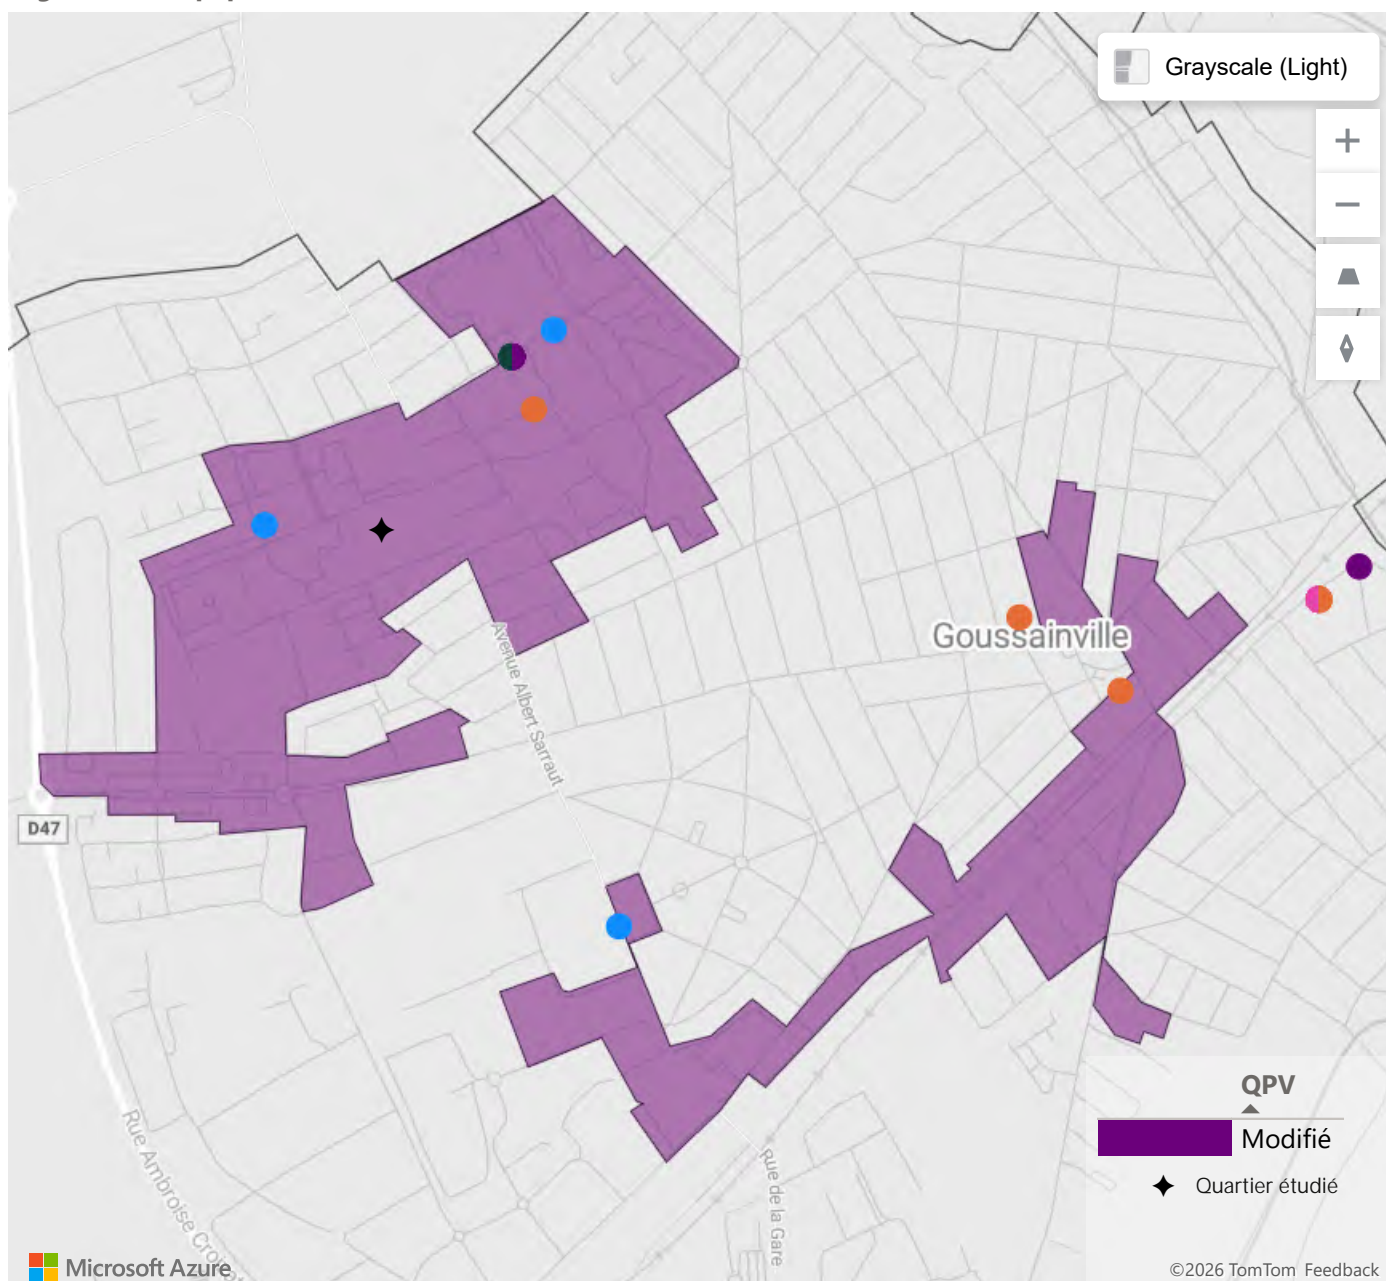 Grayscale (Light)
Goussainville
Avenue Albert Sarraut
D47
QPV
Modifié
Quartier étudié
Rue Ambroise Croizat
Rue de la Gare
Microsoft Azure
©2026 TomTom Feedback